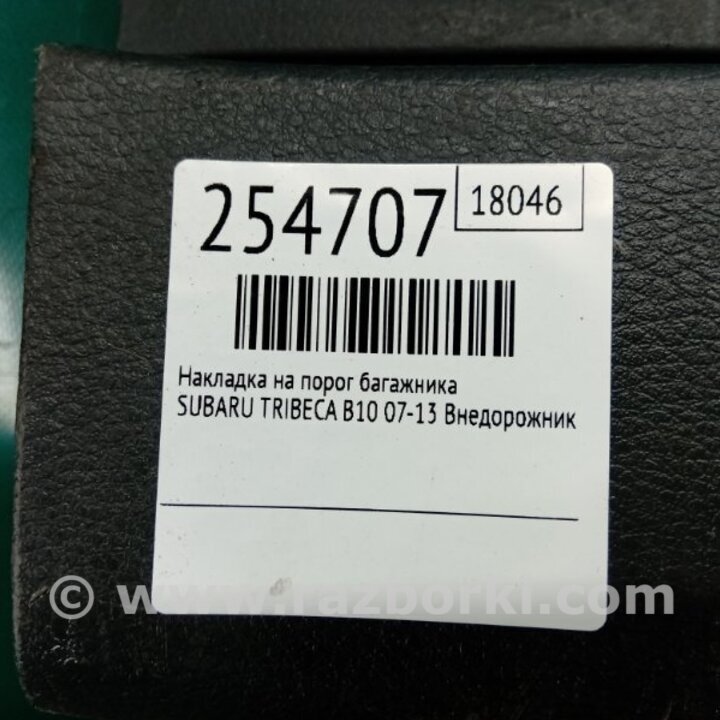 254707
18046
Накладка на порог багажника
SUBARU TRIBECA B10 07-13 Внедорожник
© www.razborki.com